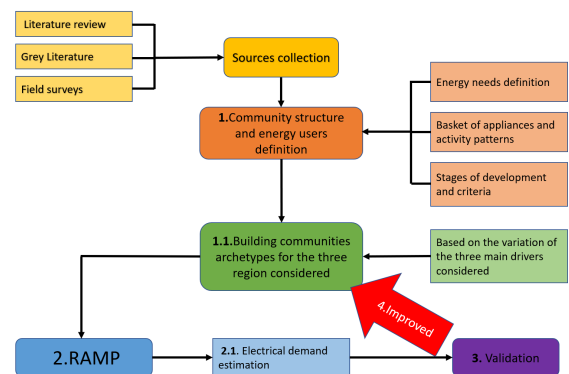 Literature review
Grey Literature
Field surveys
Sources collection
Energy needs definition
1.Community structure
and energy users
definition
Basket of appliances and
activity patterns
Stages of development
and criteria
1.1.Building communities
archetypes for the three
region considered
Based on the variation of
the three main drivers
considered
4.Improved
2.RAMP
2.1. Electrical demand
estimation
3. Validation